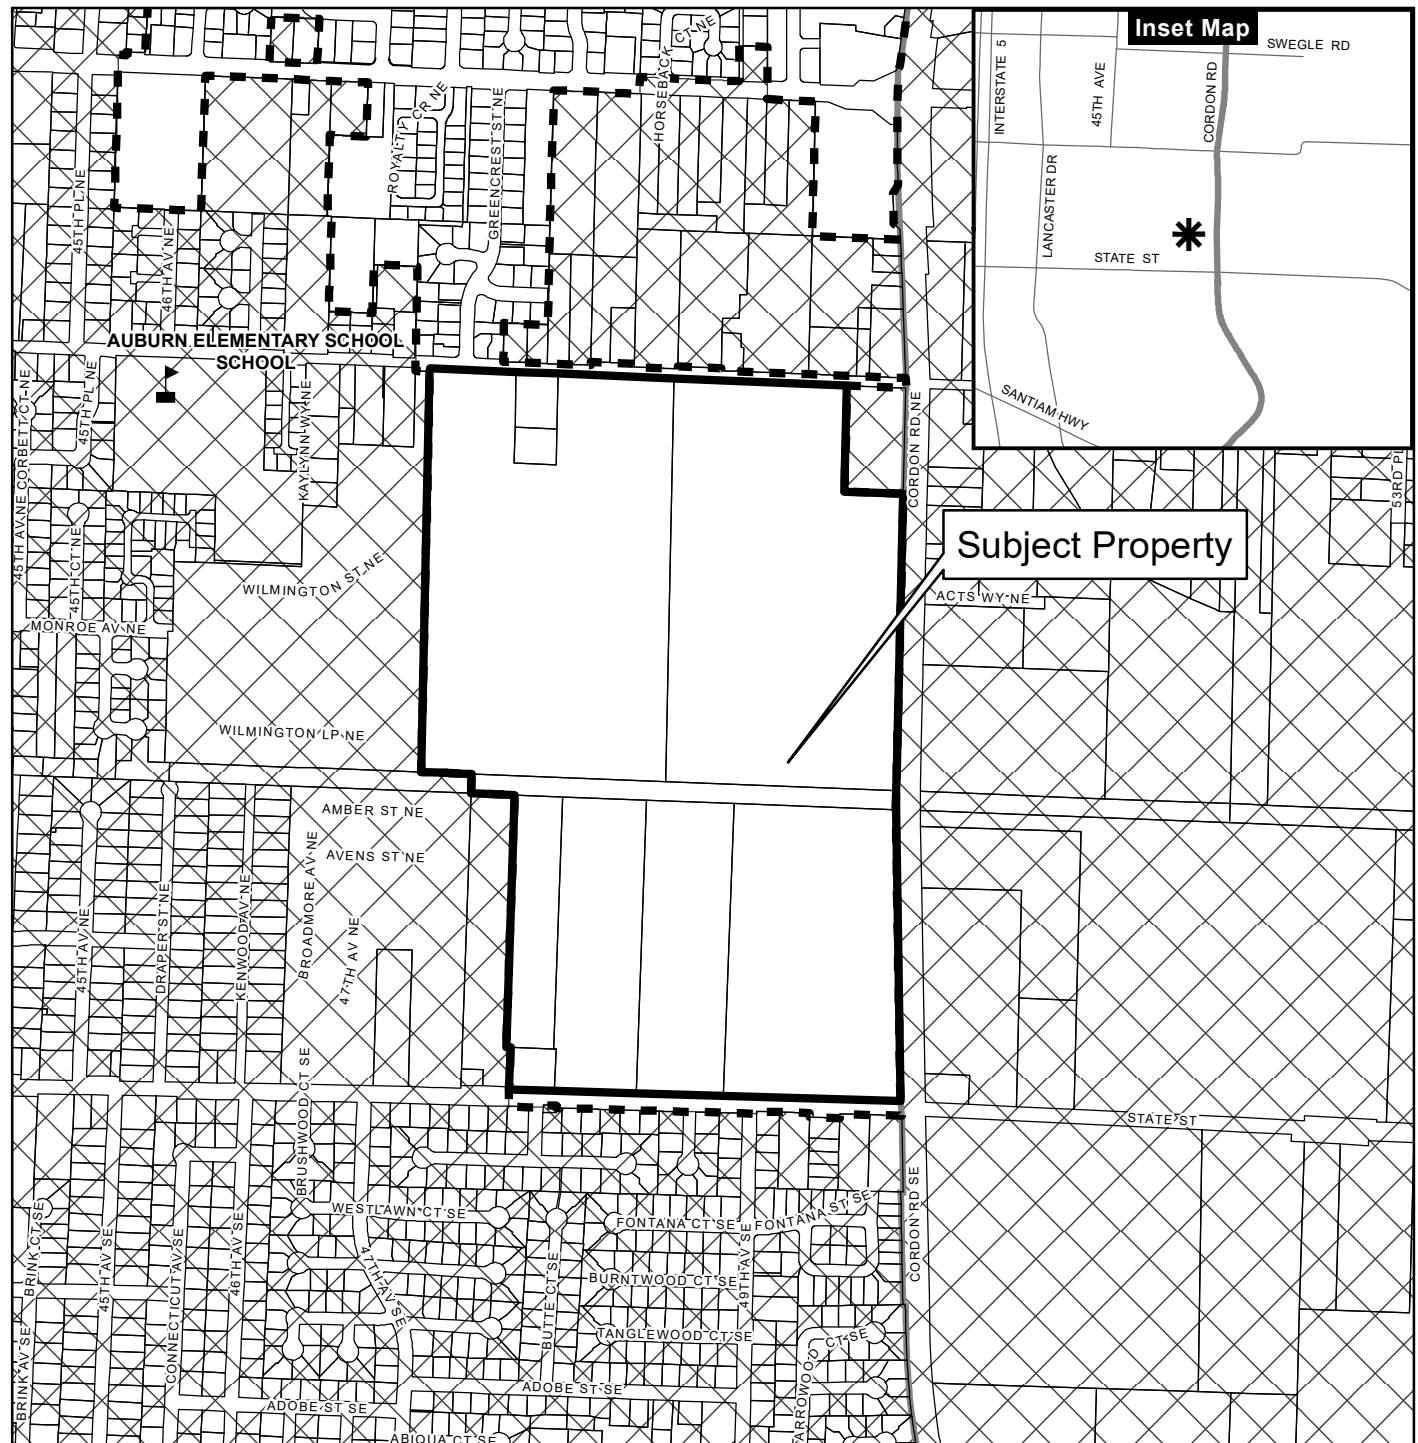 Inset Map
SWEGLE RD
INTERSTATE 5
45TH AVE
CORDON RD
LANCASTER DR
STATE ST
SANTIAM HWY
HORSEBACK CT NE
ROYALTY CR NE
GREENCREST ST NE
45TH PL NE
46TH AV NE
AUBURN ELEMENTARY SCHOOL
SCHOOL
45TH PL NE
CORBETT CT NE
KAYLYNN WY NE
CORDON RD NE
53RD PL
45TH AV NE
45TH CT NE
Subject Property
WILMINGTON ST NE
ACTS WY NE
MONROE AV NE
WILMINGTON LP NE
AMBER ST NE
AVENS ST NE
BROADMORE AV NE
45TH AV NE
DRAPER ST NE
KENWOOD AV NE
47TH AV NE
BRUSHWOOD CT SE
STATE ST
WESTLAWN CT SE
FONTANA CT SE
FONTANA ST SE
CORDON RD SE
BRINK CT SE
45TH AV SE
CONNECTICUT AV SE
46TH AV SE
47TH AV SE
BUTTE CT SE
BURNTWOOD CT SE
49TH AV SE
TANGLEWOOD CT SE
ARROWOOD CT SE
BRINK AV SE
ADOBE ST SE
ADOBE ST SE
ABIQUA CT SE